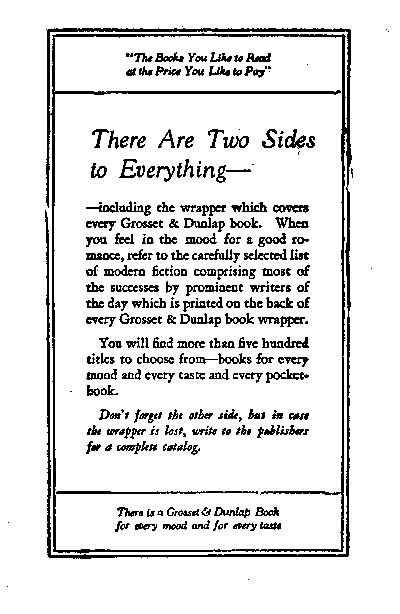 "The Books You Like to Read
at the Price You Like to Pay"
There Are Two Sides
to Everything—
—including the wrapper which covers
every Grosset & Dunlap book. When
you feel in the mood for a good ro-
mance, refer to the carefully selected list
of modern fiction comprising most of
the successes by prominent writers of
the day which is printed on the back of
every Grosset & Dunlap book wrapper.
You will find more than five hundred
titles to choose from—books for every
mood and every taste and every pocket-
book.
Don't forget the other side, but in case
the wrapper is lost, write to the publishers
for a complete catalog.
There is a Grosset & Dunlap Book
for every mood and for every taste